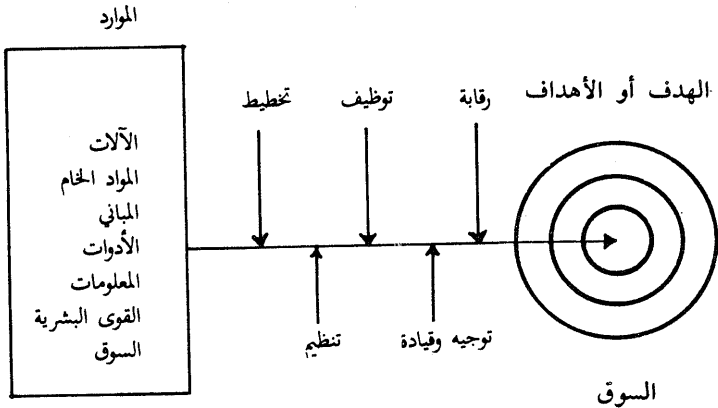 الموارد
الآلات
المواد الخام
المباني
الأدوات
المعلومات
القوى البشرية
السوق
الهدف أو الأهداف
رقابة
توظيف
تخطيط
توجيه وقيادة
تنظيم
السوق